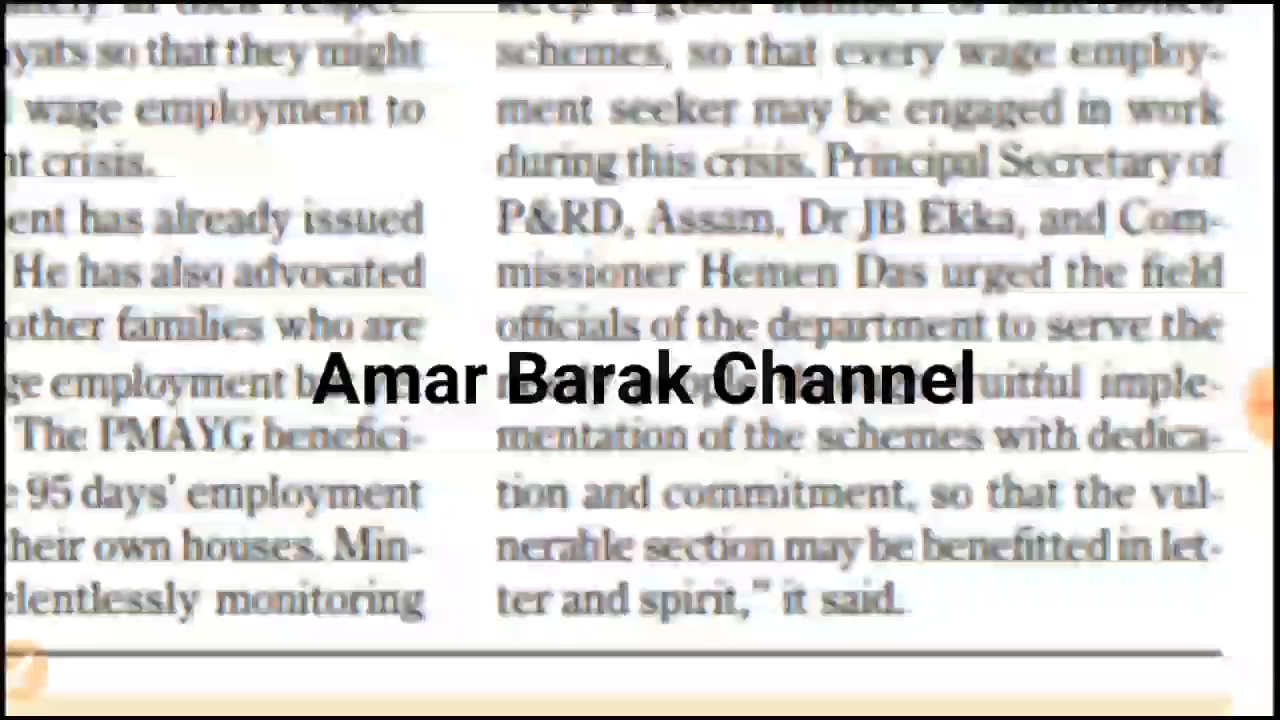 yats so that they might
wage employment to
nt crisis.
ent has already issued
He has also advocated
other families who are
ge employment
The PMAYG benefici-
e 95 days' employment
heir own houses. Min-
elentlessly monitoring
schemes, so that every wage employ-
ment seeker may be engaged in work
during this crisis. Principal Secretary of
P&RD, Assam, Dr JB Ekka, and Com-
missioner Hemen Das urged the field
officials of the department to serve the
uitful imple-
mentation of the schemes with dedica-
tion and commitment, so that the vul-
nerable section may be benefitted in let-
ter and spirit," it said.
Amar Barak Channel